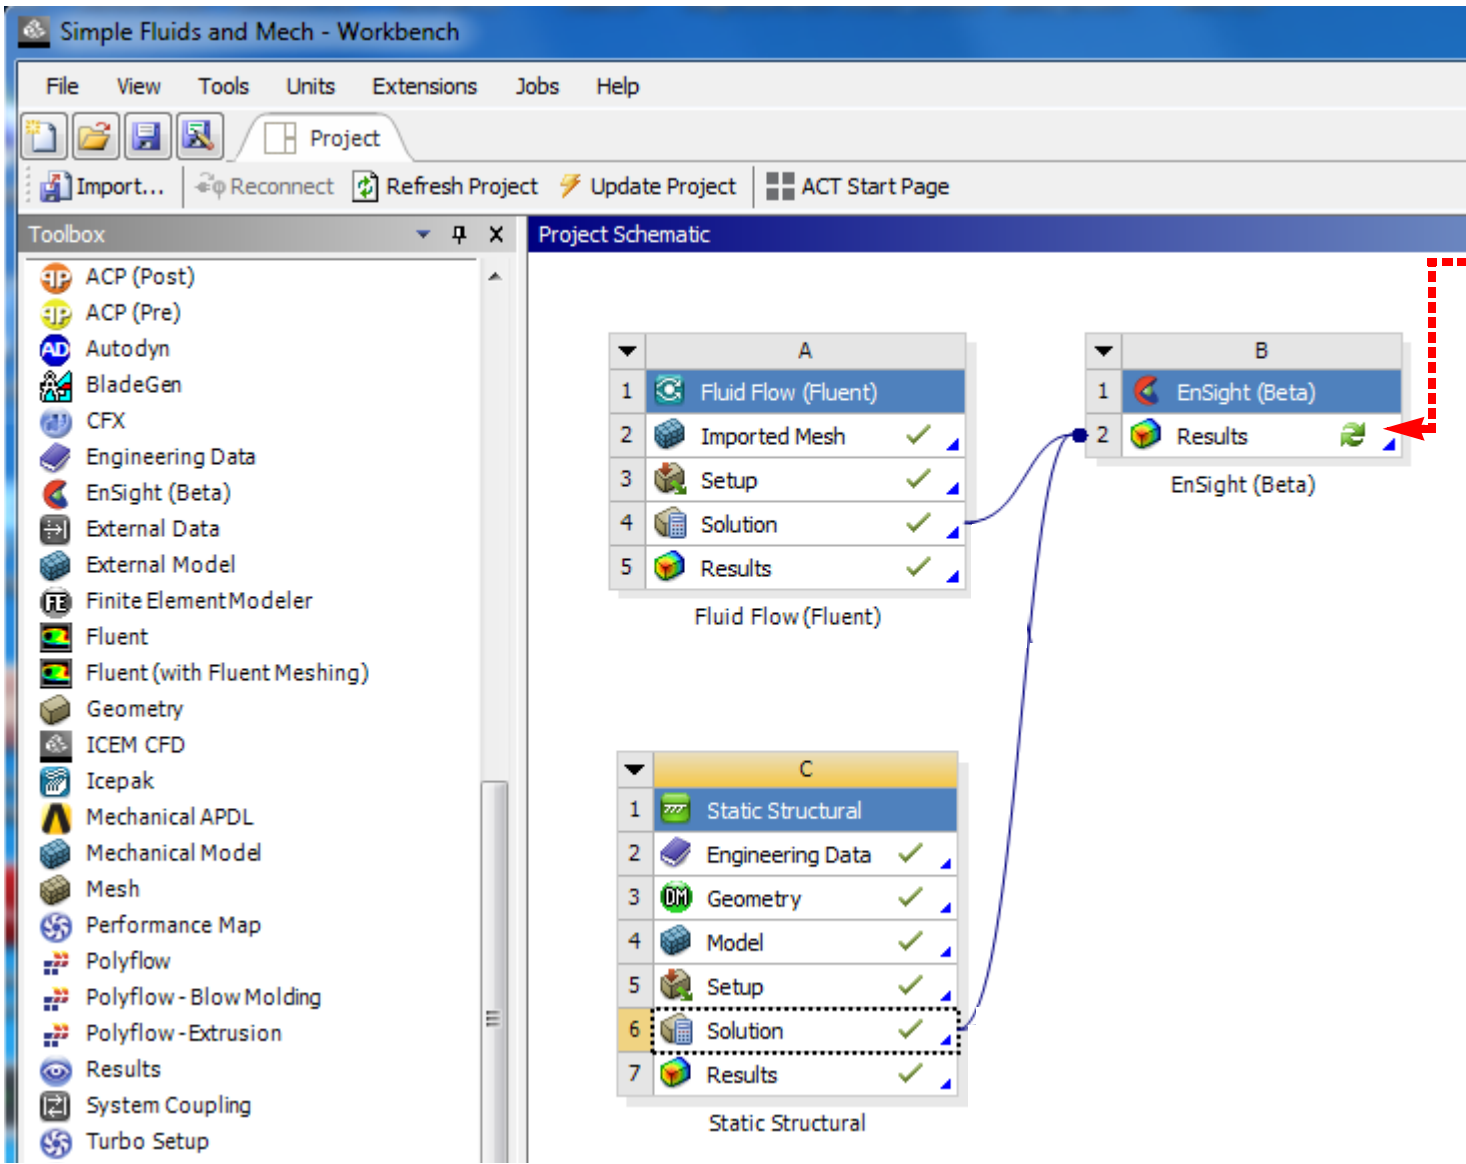 Simple Fluids and Mech - Workbench
File View Tools Units Extensions Jobs Help
Project
Import... Reconnect Refresh Project Update Project ACT Start Page
Toolbox
Project Schematic
ACP (Post)
ACP (Pre)
Autodyn
BladeGen
CFX
Engineering Data
EnSight (Beta)
External Data
External Model
Finite Element Modeler
Fluent
Fluent (with Fluent Meshing)
Geometry
ICEM CFD
Icepak
Mechanical APDL
Mechanical Model
Mesh
Performance Map
Polyflow
Polyflow - Blow Molding
Polyflow - Extrusion
Results
System Coupling
Turbo Setup
A
1 Fluid Flow (Fluent)
2 Imported Mesh
3 Setup
4 Solution
5 Results
Fluid Flow (Fluent)
B
1 EnSight (Beta)
2 Results
EnSight (Beta)
C
1 Static Structural
2 Engineering Data
3 DM Geometry
4 Model
5 Setup
6 Solution
7 Results
Static Structural